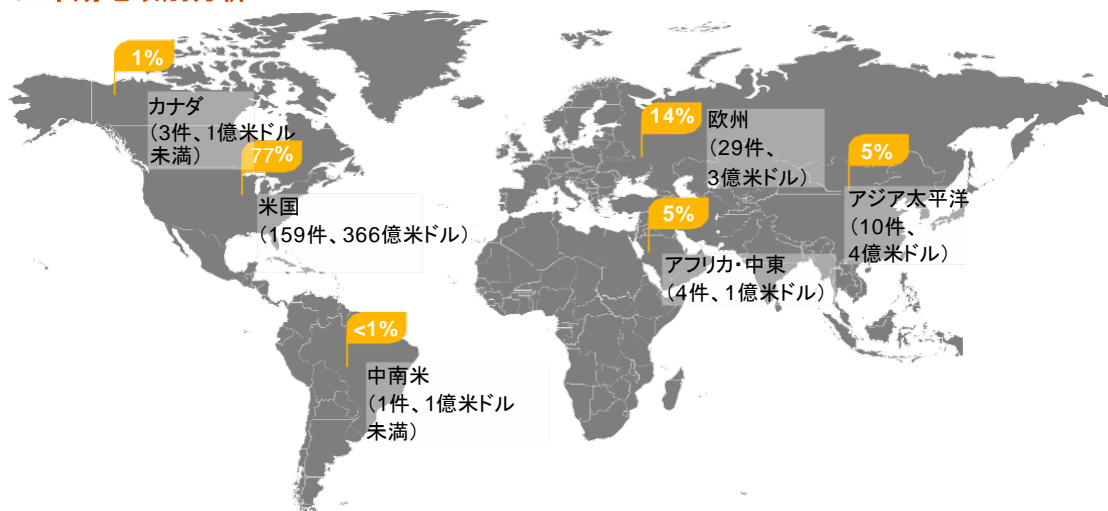 1%
カナダ
(3件、1億米ドル
未満)
77%
米国
(159件、366億米ドル)
14%
欧州
(29件、
3億米ドル)
5%
アジア太平洋
(10件、
4億米ドル)
5%
アフリカ・中東
(4件、1億米ドル)
<1%
中南米
(1件、1億米ドル
未満)